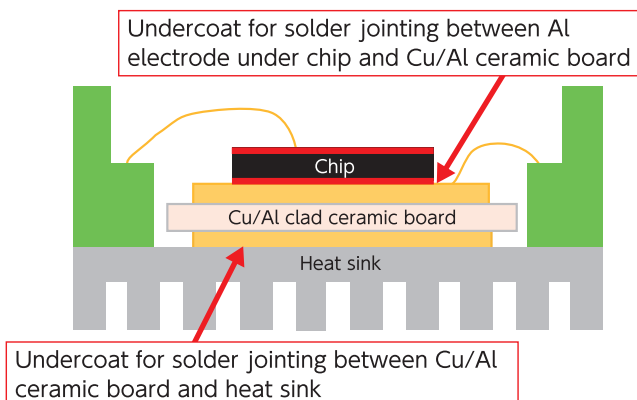 Undercoat for solder jointing between Al
electrode under chip and Cu/Al ceramic board
Chip
Cu/Al clad ceramic board
Heat sink
Undercoat for solder jointing between Cu/Al
ceramic board and heat sink